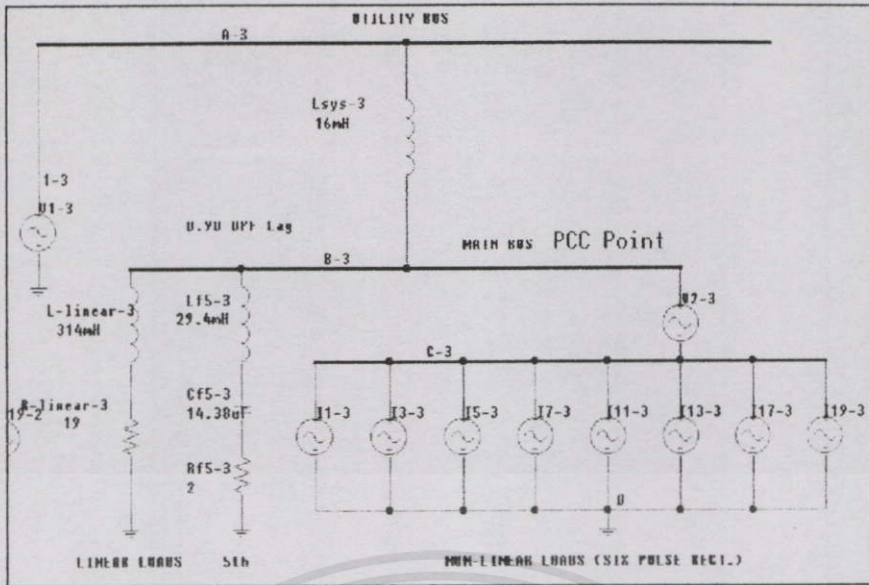 UTILITY BUS
A-3
Lsys-3
16mH
1-3
V1-3
0.90 DPF Lag
MAIN BUS PCC Point
B-3
L-linear-3
314mH
Lf5-3
29.4mH
V2-3
C-3
R-linear-3
19
19-2
Cf5-3
14.38uF
I1-3
I3-3
I5-3
I7-3
I11-3
I13-3
I17-3
I19-3
Rf5-3
2
LINEAR LOADS
5th
NON-LINEAR LOADS (SIX PULSE RECT.)